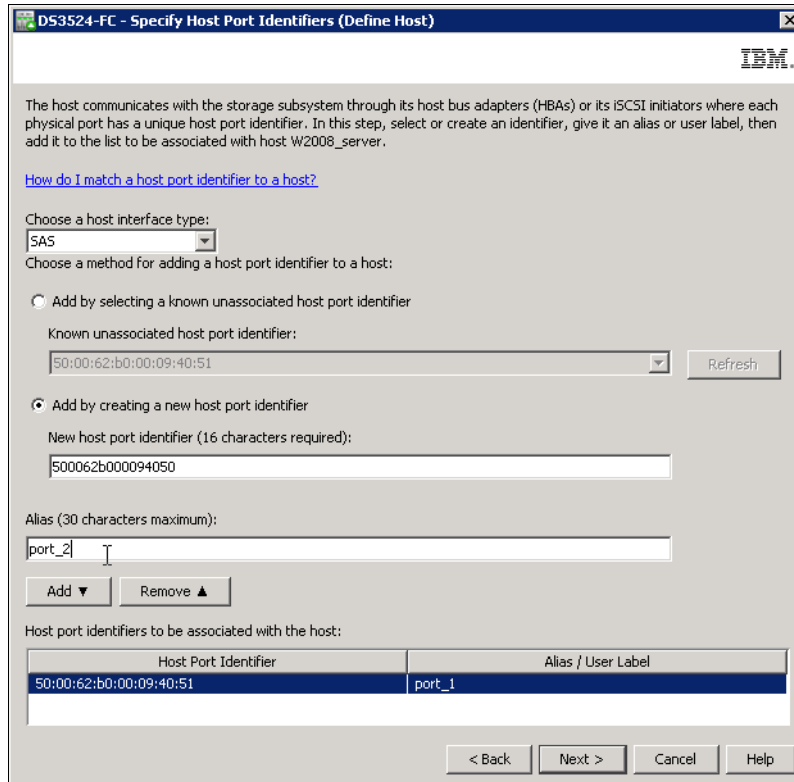 DS3524-FC - Specify Host Port Identifiers (Define Host)
IBM.
The host communicates with the storage subsystem through its host bus adapters (HBAs) or its iSCSI initiators where each
physical port has a unique host port identifier. In this step, select or create an identifier, give it an alias or user label, then
add it to the list to be associated with host W2008_server.
How do I match a host port identifier to a host?
Choose a host interface type:
SAS
Choose a method for adding a host port identifier to a host:
Add by selecting a known unassociated host port identifier
Known unassociated host port identifier:
50:00:62:b0:00:09:40:51
Refresh
Add by creating a new host port identifier
New host port identifier (16 characters required):
500062b000094050
Alias (30 characters maximum):
port_2
Add ▼ Remove ▲
Host port identifiers to be associated with the host:
Host Port Identifier Alias / User Label
50:00:62:b0:00:09:40:51 port_1
< Back Next > Cancel Help